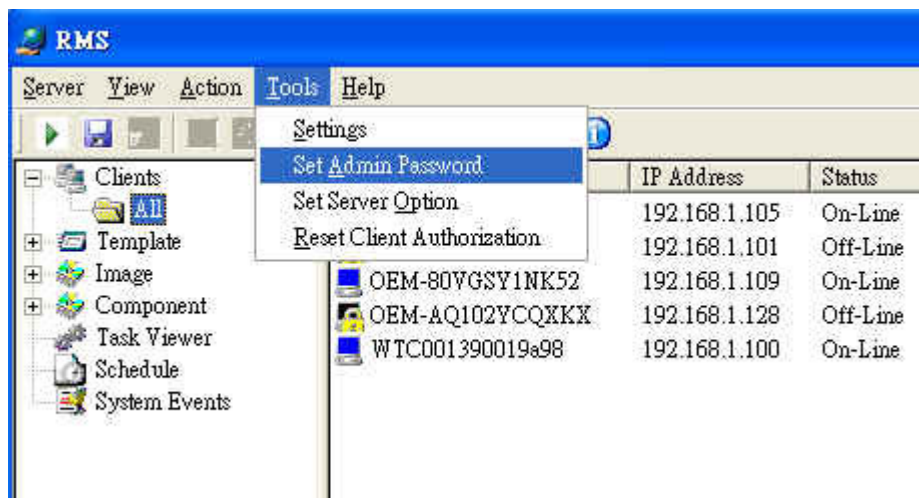 RMS
Server View Action Tools Help
Settings
Set Admin Password
Set Server Option
Reset Client Authorization
Clients
All
Template
Image
Component
Task Viewer
Schedule
System Events
IP Address Status
192.168.1.105 On-Line
192.168.1.101 Off-Line
OEM-80VGSY1NK52 192.168.1.109 On-Line
OEM-AQ102YCQXKX 192.168.1.128 Off-Line
WTC001390019a98 192.168.1.100 On-Line